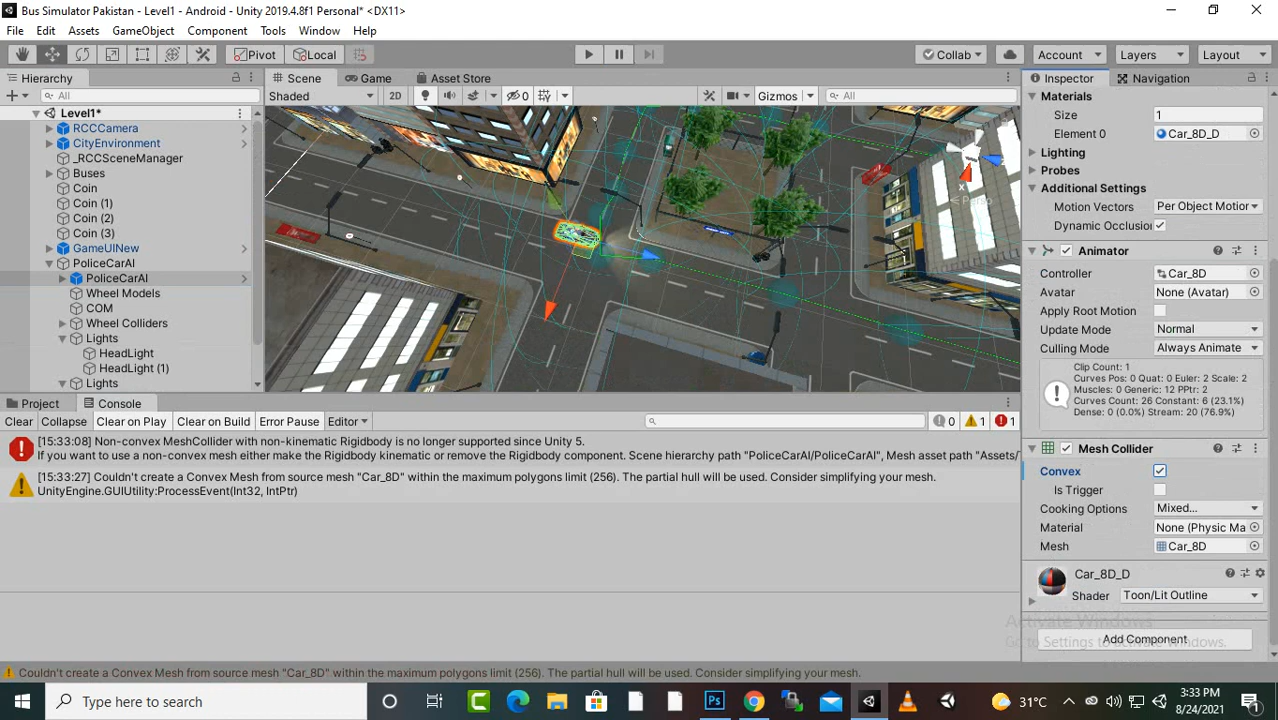 Bus Simulator Pakistan - Level1 - Android - Unity 2019.4.8f1 Personal* <DX11>
File Edit Assets GameObject Component Tools Services Window Help
Pivot Local Collab Account Layers Layout
Hierarchy
All
Level1*
RCCCamera
CityEnvironment
_RCCSceneManager
Buses
Coin
Coin (1)
Coin (2)
Coin (3)
GameUINew
PoliceCarAI
PoliceCarAI
Wheel Models
COM
Wheel Colliders
Lights
HeadLight
HeadLight (1)
Lights
Scene Game Asset Store
Shaded 2D 0 Gizmos All
x
Persp
Inspector Navigation
Materials
Size 1
Element 0 Car_8D_D
Lighting
Probes
Additional Settings
Motion Vectors Per Object Motion
Dynamic Occlusion
Animator
Controller Car_8D
Avatar None (Avatar)
Apply Root Motion
Update Mode Normal
Culling Mode Always Animate
Clip Count: 1
Curves Pos: 0 Quat: 0 Euler: 2 Scale: 2
Muscles: 0 Generic: 12 PPtr: 2
Curves Count: 26 Constant: 6 (23.1%)
Dense: 0 (0.0%) Stream: 20 (76.9%)
Mesh Collider
Convex
Is Trigger
Cooking Options Mixed...
Material None (Physic Ma
Mesh Car_8D
Car_8D_D
Shader Toon/Lit Outline
Activate Windows
Go to Settings to activate Windows.
Add Component
Project Console
Clear Collapse Clear on Play Clear on Build Error Pause Editor 0 1 1
[15:33:08] Non-convex MeshCollider with non-kinematic Rigidbody is no longer supported since Unity 5.
If you want to use a non-convex mesh either make the Rigidbody kinematic or remove the Rigidbody component. Scene hierarchy path "PoliceCarAI/PoliceCarAI", Mesh asset path "Assets/T
[15:33:27] Couldn't create a Convex Mesh from source mesh "Car_8D" within the maximum polygons limit (256). The partial hull will be used. Consider simplifying your mesh.
UnityEngine.GUIUtility:ProcessEvent(Int32, IntPtr)
Couldn't create a Convex Mesh from source mesh "Car_8D" within the maximum polygons limit (256). The partial hull will be used. Consider simplifying your mesh.
Type here to search
Ps
31°C
3:33 PM
8/24/2021
1